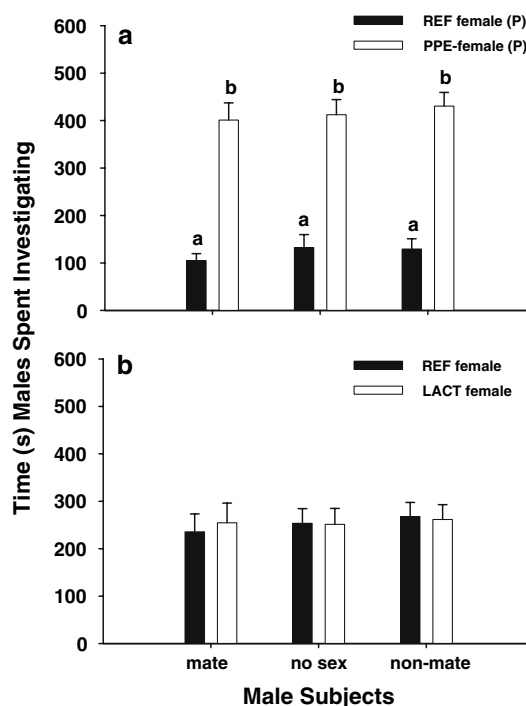 Time (s) Males Spent Investigating
a
REF female (P)
PPE-female (P)
600
500
400
300
200
100
0
a
b
a
b
a
b
b
REF female
LACT female
600
500
400
300
200
100
0
mate
no sex
non-mate
Male Subjects